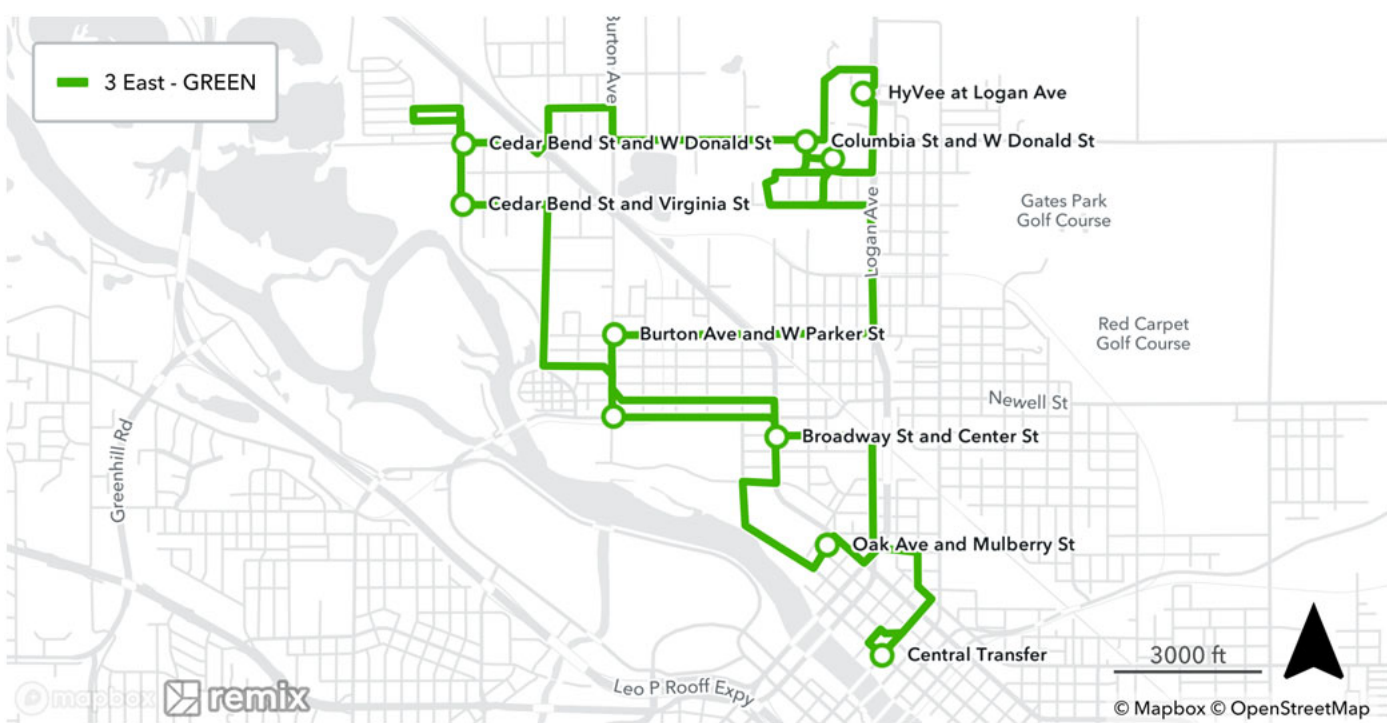 3 East - GREEN
Burton Ave
HyVee at Logan Ave
Cedar Bend St and W Donald St
Columbia St and W Donald St
Cedar Bend St and Virginia St
Logan Ave
Gates Park
Golf Course
Burton Ave and W Parker St
Red Carpet
Golf Course
Newell St
Broadway St and Center St
Greenhill Rd
Oak Ave and Mulberry St
Central Transfer
3000 ft
Leo P Rooff Expy
mapbox
remix
© Mapbox © OpenStreetMap